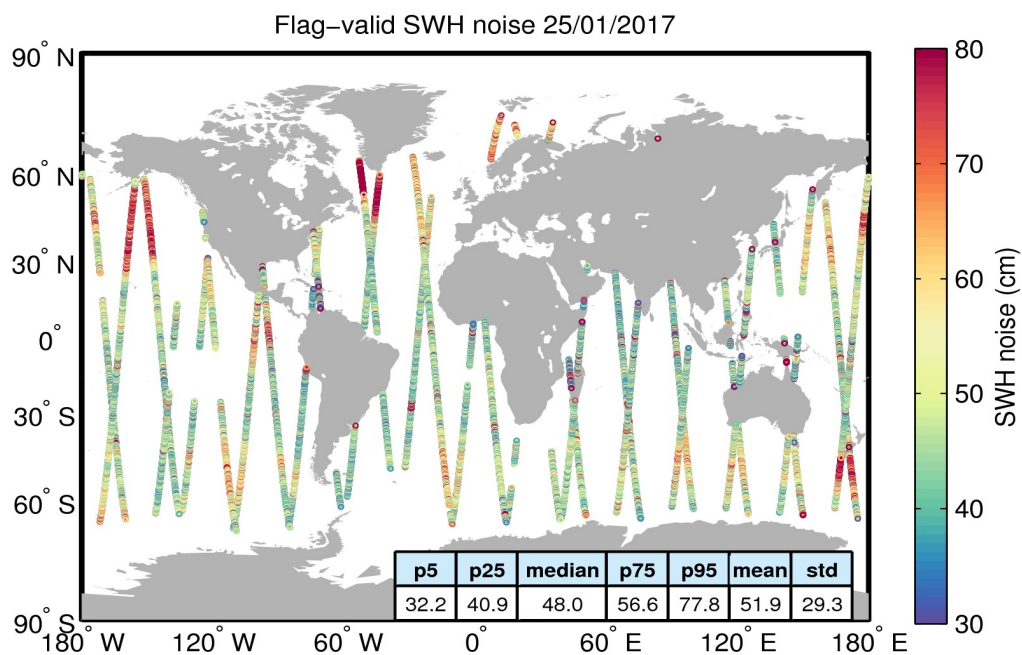 Flag−valid SWH noise 25/01/2017
90° N
60° N
30° N
0°
30° S
60° S
90° S
180° W
120° W
60° W
0°
60° E
120° E
180° E
p5 p25 median p75 p95 mean std
32.2 40.9 48.0 56.6 77.8 51.9 29.3
80
70
60
50
40
30
SWH noise (cm)